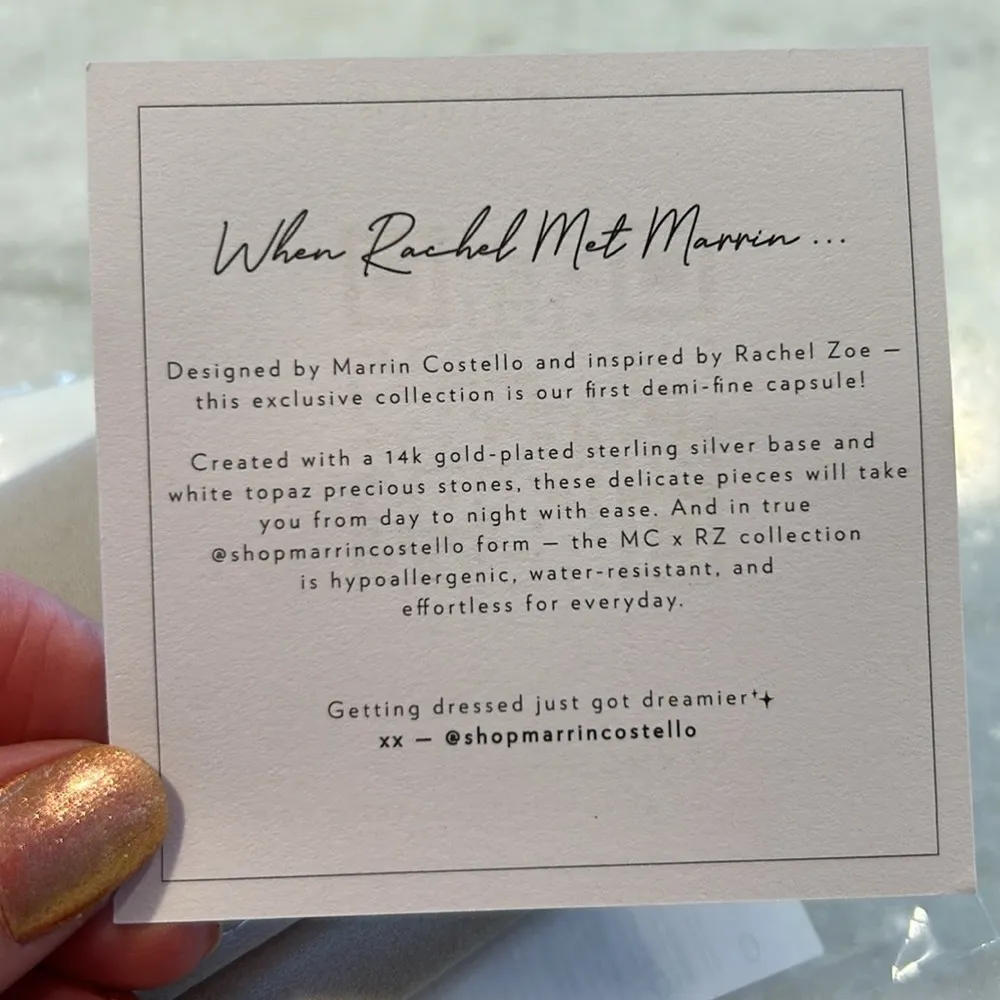 When Rachel Met Marrin ...
Designed by Marrin Costello and inspired by Rachel Zoe —
this exclusive collection is our first demi-fine capsule!
Created with a 14k gold-plated sterling silver base and
white topaz precious stones, these delicate pieces will take
you from day to night with ease. And in true
@shopmarrincostello form — the MC x RZ collection
is hypoallergenic, water-resistant, and
effortless for everyday.
Getting dressed just got dreamier
xx — @shopmarrincostello